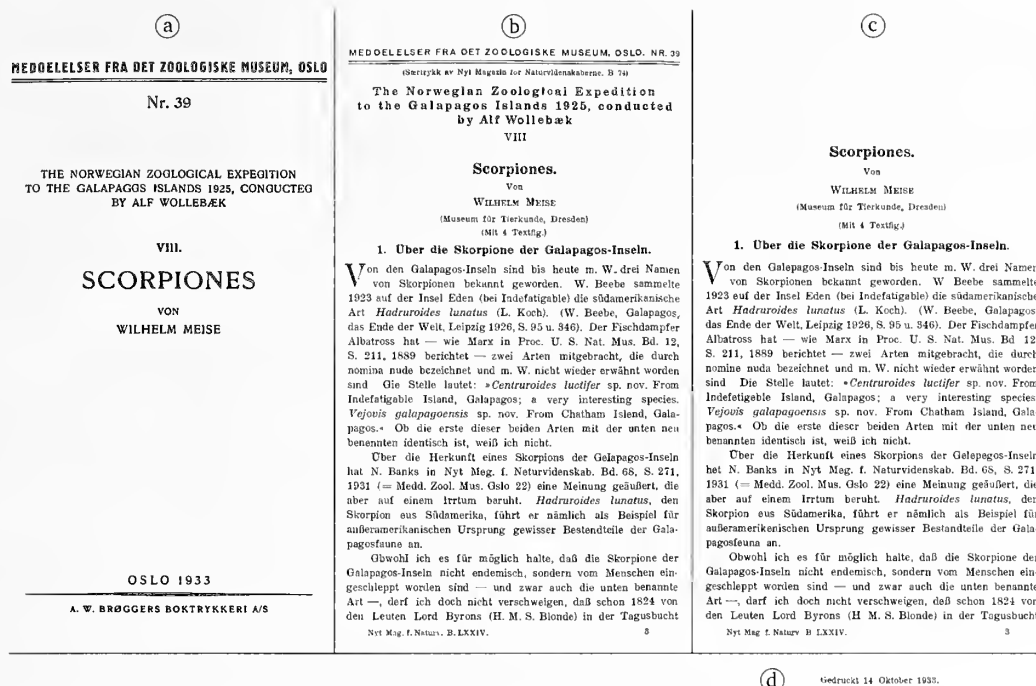 a
MEDDELELSER FRA DET ZOOLOGISKE MUSEUM, OSLO
Nr. 39
THE NORWEGIAN ZOOLOGICAL EXPEDITION
TO THE GALAPAGOS ISLANDS 1925, CONDUCTED
BY ALF WOLLEBÆK
VIII.
SCORPIONES
VON
WILHELM MEISE
OSLO 1933
A. W. BRØGGERS BOKTRYKKERI A/S
b
MEDDELELSER FRA DET ZOOLOGISKE MUSEUM, OSLO. NR. 39
(Særtrykk av Nyt Magazin for Naturvidenskaberne. B 74)
The Norwegian Zoological Expedition
to the Galapagos Islands 1925, conducted
by Alf Wollebæk
VIII
Scorpiones.
Von
WILHELM MEISE
(Museum für Tierkunde, Dresden)
(Mit 4 Textfig.)
1. Über die Skorpione der Galapagos-Inseln.
Von den Galapagos-Inseln sind bis heute m. W. drei Namen
von Skorpionen bekannt geworden. W. Beebe sammelte
1923 auf der Insel Eden (bei Indefatigable) die südamerikanische
Art Hadruroides lunatus (L. Koch). (W. Beebe, Galapagos,
das Ende der Welt, Leipzig 1926, S. 95 u. 346). Der Fischdampfer
Albatross hat — wie Marx in Proc. U. S. Nat. Mus. Bd. 12,
S. 211, 1889 berichtet — zwei Arten mitgebracht, die durch
nomina nuda bezeichnet und m. W. nicht wieder erwähnt worden
sind Die Stelle lautet: »Centruroides luctifer sp. nov. From
Indefatigable Island, Galapagos; a very interesting species.
Vejovis galapagoensis sp. nov. From Chatham Island, Gala-
pagos.« Ob die erste dieser beiden Arten mit der unten neu
benannten identisch ist, weiß ich nicht.
Über die Herkunft eines Skorpions der Galapagos-Inseln
hat N. Banks in Nyt Mag. f. Naturvidenskab. Bd. 68, S. 271,
1931 (= Medd. Zool. Mus. Oslo 22) eine Meinung geäußert, die
aber auf einem Irrtum baruht. Hadruroides lunatus, den
Skorpion aus Südamerika, führt er nämlich als Beispiel für
außeramerikanischen Ursprung gewisser Bestandteile der Gala-
pagosfauna an.
Obwohl ich es für möglich halte, daß die Skorpione der
Galapagos-Inseln nicht endemisch, sondern vom Menschen ein-
geschleppt worden sind — und zwar auch die unten benannte
Art —, darf ich doch nicht verschweigen, daß schon 1824 von
den Leuten Lord Byrons (H. M. S. Blonde) in der Tagusbucht
Nyt Mag. f. Naturv. B. LXXIV. 3
c
Scorpiones.
Von
WILHELM MEISE
(Museum für Tierkunde, Dresden)
(Mit 4 Textfig.)
1. Über die Skorpione der Galapagos-Inseln.
Von den Galapagos-Inseln sind bis heute m. W. drei Namen
von Skorpionen bekannt geworden. W Beebe sammelte
1923 auf der Insel Eden (bei Indefatigable) die südamerikanische
Art Hadruroides lunatus (L. Koch). (W. Beebe, Galapagos,
das Ende der Welt, Leipzig 1926, S. 95 u. 346). Der Fischdampfer
Albatross hat — wie Marx in Proc. U. S. Nat. Mus. Bd 12
S. 211, 1889 berichtet — zwei Arten mitgebracht, die durch
nomine nuda bezeichnet und m. W. nicht wieder erwähnt worden
sind Die Stelle lautet: »Centruroides luctifer sp. nov. From
Indefatigable Island, Galapagos; a very interesting species
Vejovis galapagoensis sp. nov. From Chatham Island, Gala-
pagos.« Ob die erste dieser beiden Arten mit der unten neu
benannten identisch ist, weiß ich nicht.
Über die Herkunft eines Skorpions der Galapagos-Inseln
hat N. Banks in Nyt Mag. f. Naturvidenskab. Bd. 68, S. 271,
1931 (= Medd. Zool. Mus. Oslo 22) eine Meinung geäußert, die
aber auf einem Irrtum beruht. Hadruroides lunatus, den
Skorpion aus Südamerika, führt er nämlich als Beispiel für
außeramerikanischen Ursprung gewisser Bestandteile der Gala-
pagosfauna an.
Obwohl ich es für möglich halte, daß die Skorpione der
Galapagos-Inseln nicht endemisch, sondern vom Menschen ein-
geschleppt worden sind — und zwar auch die unten benannte
Art —, darf ich doch nicht verschweigen, daß schon 1824 von
den Leuten Lord Byrons (H M. S. Blonde) in der Tagusbucht
Nyt Mag. f. Naturv B LXXIV. 3
d
Gedruckt 14 Oktober 1933.